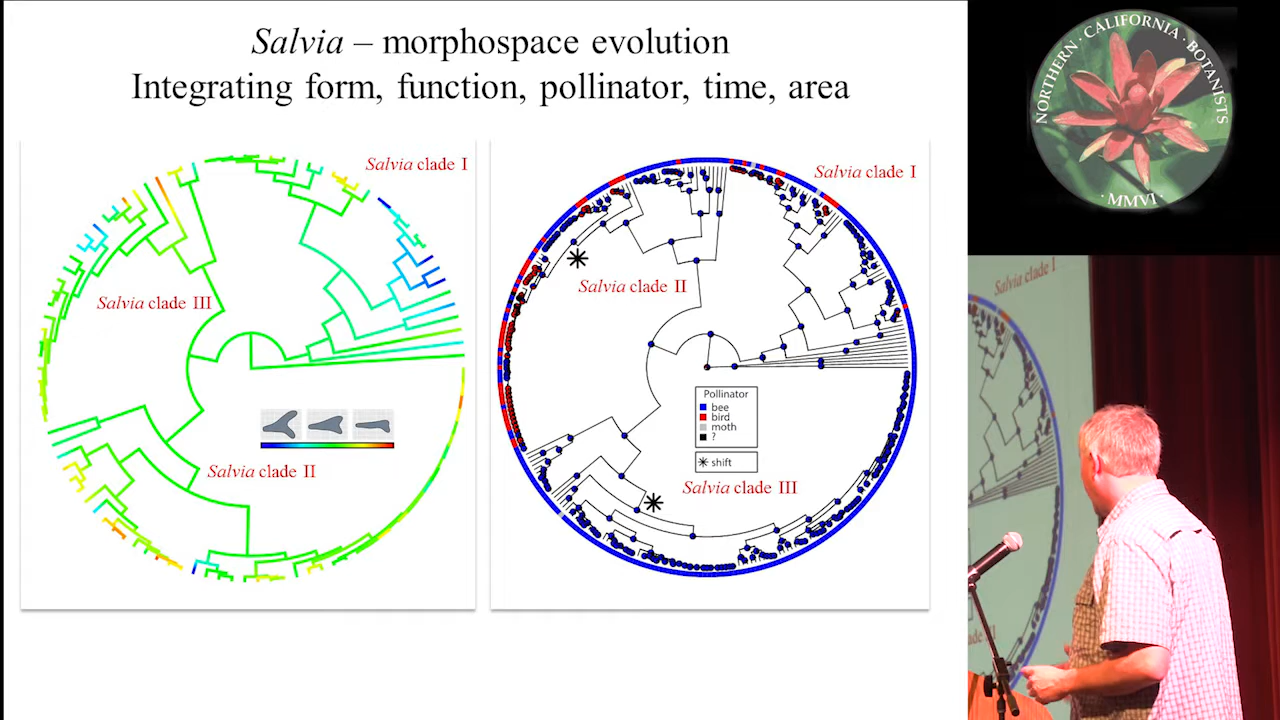 Salvia – morphospace evolution
Integrating form, function, pollinator, time, area
Salvia clade I
Salvia clade III
Salvia clade II
Salvia clade I
Salvia clade II
Pollinator
bee
bird
moth
?
shift
Salvia clade III
NORTHERN · CALIFORNIA · BOTANISTS
· MMVI ·
Salvia clade I